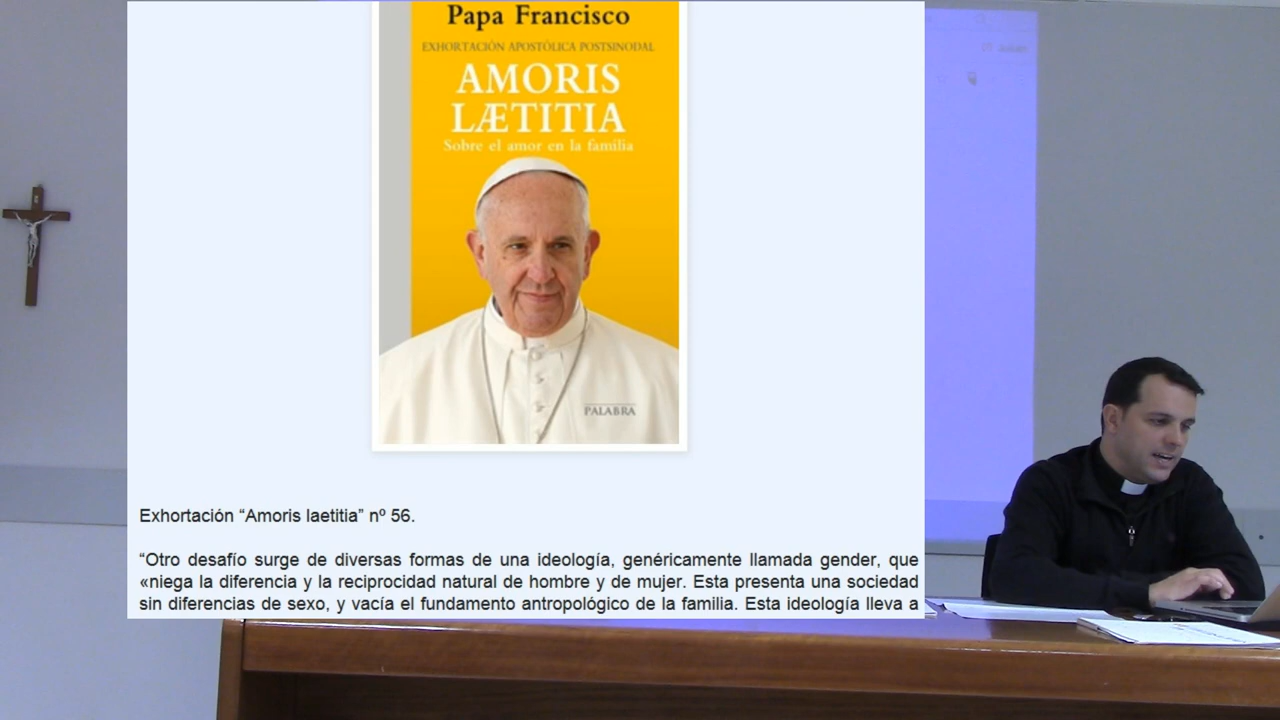 Papa Francisco
EXHORTACIÓN APOSTÓLICA POSTSINODAL
AMORIS
LÆTITIA
Sobre el amor en la familia
PALABRA
Exhortación “Amoris laetitia” nº 56.
“Otro desafío surge de diversas formas de una ideología, genéricamente llamada gender, que
«niega la diferencia y la reciprocidad natural de hombre y de mujer. Esta presenta una sociedad
sin diferencias de sexo, y vacía el fundamento antropológico de la familia. Esta ideología lleva a